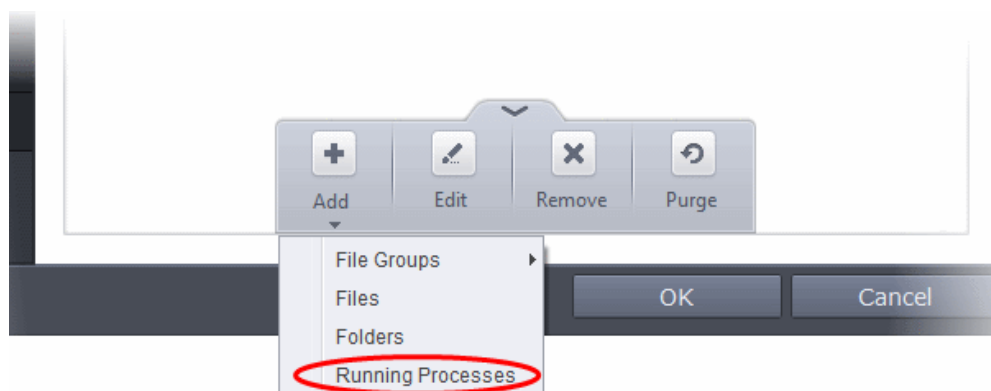 Add Edit Remove Purge
File Groups
Files
Folders
Running Processes
OK Cancel